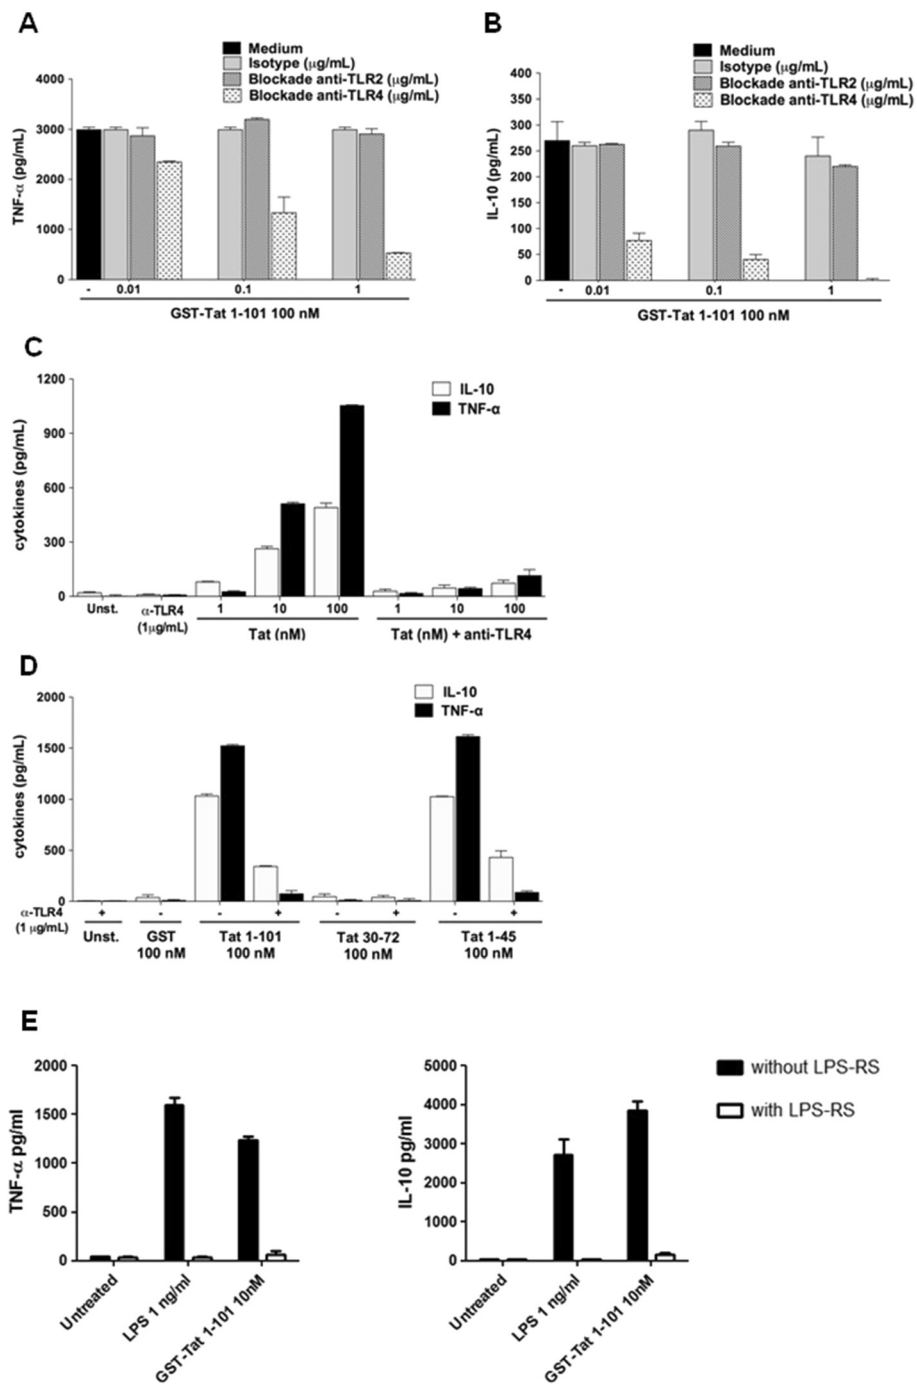 A
Medium
Isotype (µg/mL)
Blockade anti-TLR2 (µg/mL)
Blockade anti-TLR4 (µg/mL)
TNF-α (pg/mL)
4000
3000
2000
1000
0
- 0.01 0.1 1
GST-Tat 1-101 100 nM
B
Medium
Isotype (µg/mL)
Blockade anti-TLR2 (µg/mL)
Blockade anti-TLR4 (µg/mL)
IL-10 (pg/mL)
400
350
300
250
200
150
100
50
0
- 0.01 0.1 1
GST-Tat 1-101 100 nM
C
IL-10
TNF-α
cytokines (pg/mL)
1200
900
600
300
0
Unst. α-TLR4 1 10 100 1 10 100
(1µg/mL)
Tat (nM) Tat (nM) + anti-TLR4
D
IL-10
TNF-α
cytokines (pg/mL)
2000
1500
1000
500
0
α-TLR4 + - - + - + - +
(1 µg/mL)
Unst. GST Tat 1-101 Tat 30-72 Tat 1-45
100 nM 100 nM 100 nM 100 nM
E
TNF-α pg/ml
2000
1500
1000
500
0
Untreated
LPS 1 ng/ml
GST-Tat 1-101 10nM
IL-10 pg/ml
5000
4000
3000
2000
1000
0
Untreated
LPS 1 ng/ml
GST-Tat 1-101 10nM
without LPS-RS
with LPS-RS